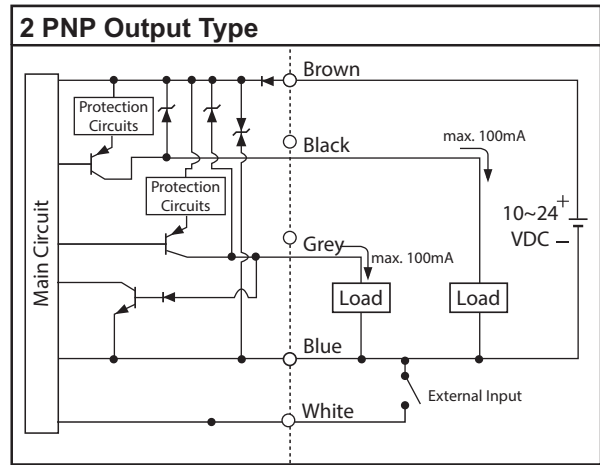 2 PNP Output Type
Brown
Protection
Circuits
Black
max. 100mA
Protection
Circuits
10~24
+
VDC
–
Main Circuit
Grey
max. 100mA
Load
Load
Blue
External Input
White